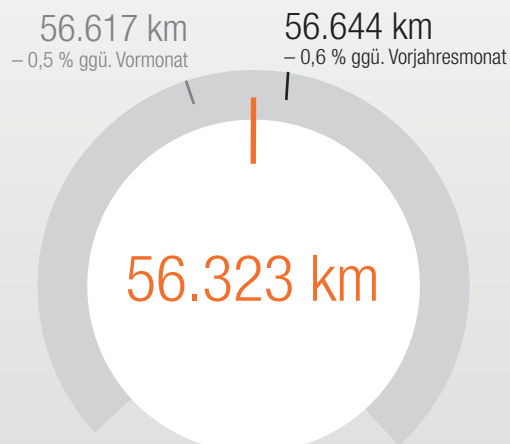 56.617 km
– 0,5 % ggü. Vormonat
56.644 km
– 0,6 % ggü. Vorjahresmonat
56.323 km